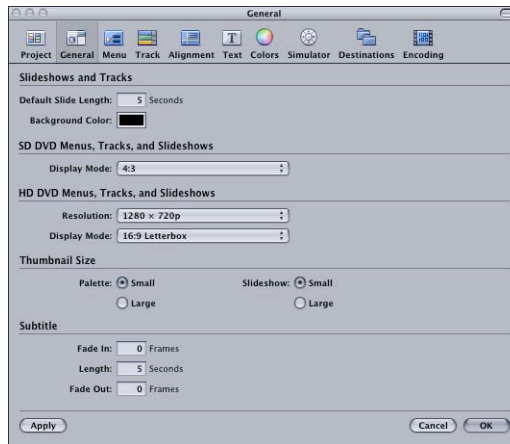 General
Project General Menu Track Alignment Text Colors Simulator Destinations Encoding
Slideshows and Tracks
Default Slide Length: 5 Seconds
Background Color:
SD DVD Menus, Tracks, and Slideshows
Display Mode: 4:3
HD DVD Menus, Tracks, and Slideshows
Resolution: 1280 × 720p
Display Mode: 16:9 Letterbox
Thumbnail Size
Palette: Small Slideshow: Small
Large Large
Subtitle
Fade In: 0 Frames
Length: 5 Seconds
Fade Out: 0 Frames
Apply Cancel OK